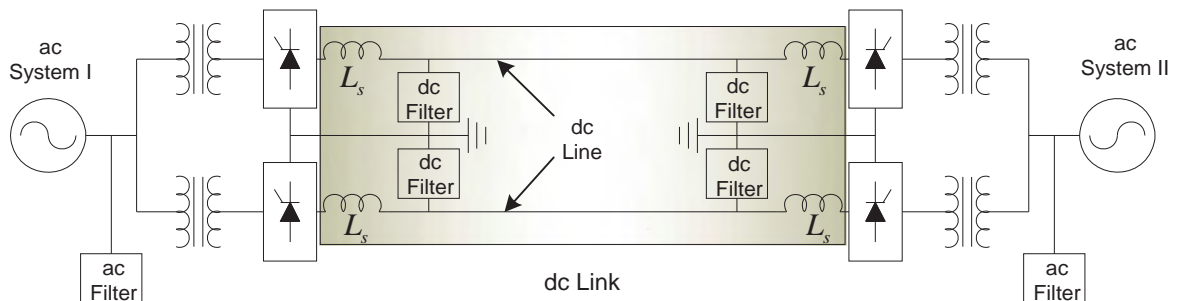 ac
System I
ac
Filter
L_s
L_s
dc
Filter
dc
Filter
dc
Line
dc
Filter
dc
Filter
L_s
L_s
dc Link
ac
System II
ac
Filter